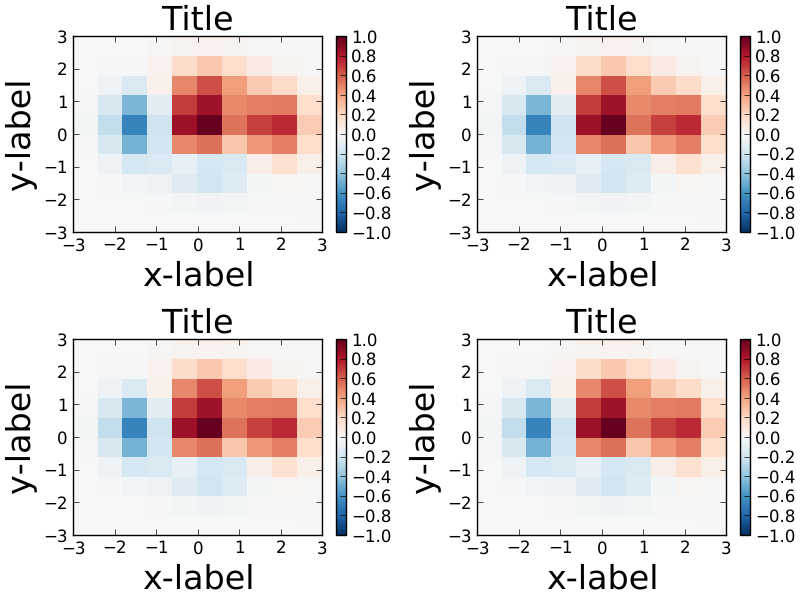 Title Title
3 1.0 3 1.0
0.8 0.8
2 0.6 2 0.6
1 0.4 1 0.4
0.2 0.2
y-label 0 0.0 y-label 0 0.0
−0.2 −0.2
−1 −0.4 −1 −0.4
−2 −0.6 −2 −0.6
−0.8 −0.8
−3 −1.0 −3 −1.0
−3 −2 −1 0 1 2 3 −3 −2 −1 0 1 2 3
x-label x-label
Title Title
3 1.0 3 1.0
0.8 0.8
2 0.6 2 0.6
1 0.4 1 0.4
0.2 0.2
y-label 0 0.0 y-label 0 0.0
−0.2 −0.2
−1 −0.4 −1 −0.4
−2 −0.6 −2 −0.6
−0.8 −0.8
−3 −1.0 −3 −1.0
−3 −2 −1 0 1 2 3 −3 −2 −1 0 1 2 3
x-label x-label